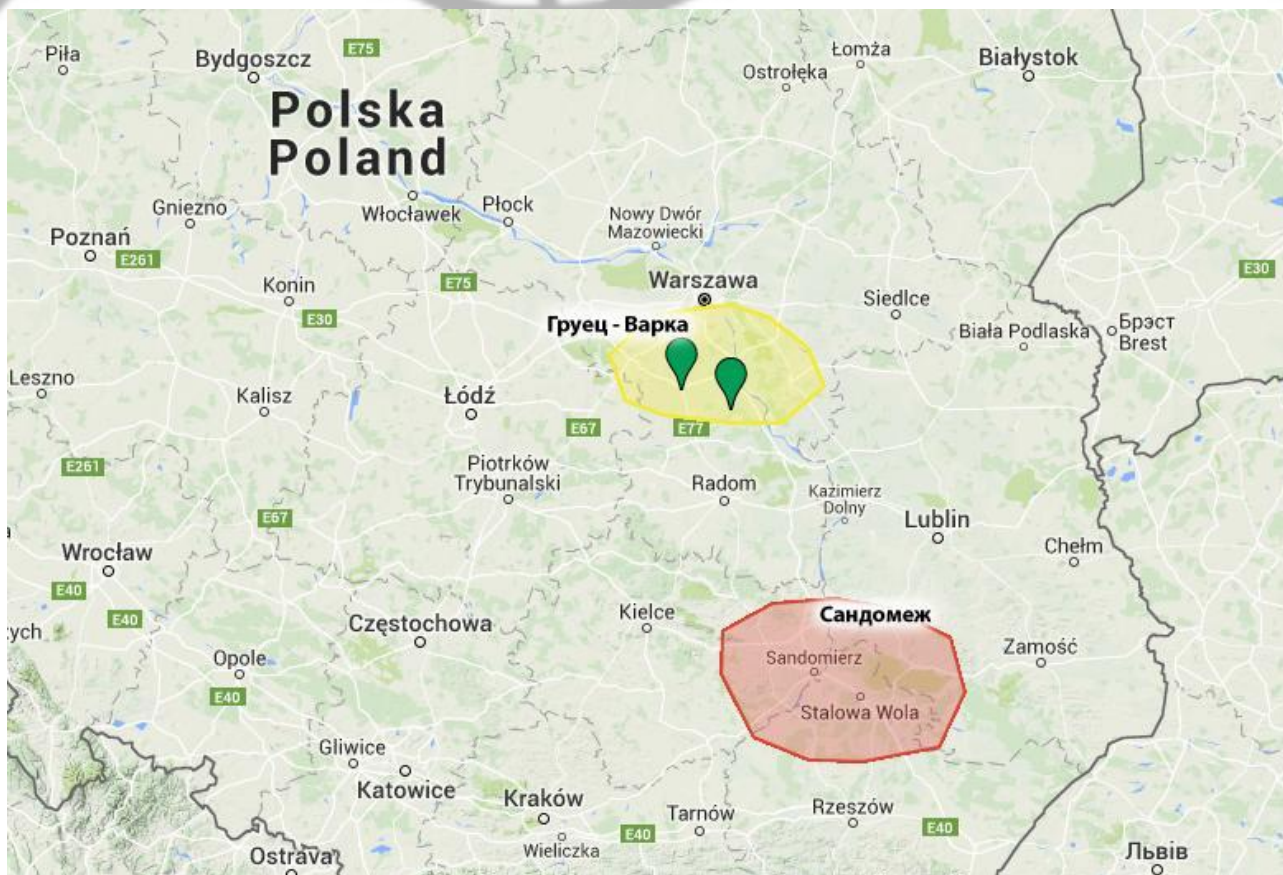 E75
Piła
Bydgoszcz
Łomża
Ostrołęka
Białystok
Polska
Poland
Gniezno
Włocławek
Płock
Nowy Dwór
Mazowiecki
Poznań
E261
Konin
E75
Warszawa
E30
Siedlce
E30
Груец - Варка
Biała Podlaska
Брэст
Brest
Leszno
Kalisz
Łódź
E67
E77
E261
Piotrków
Trybunalski
Radom
Kazimierz
Dolny
E67
Lublin
Wrocław
Chełm
E40
E40
Częstochowa
Kielce
Сандомеж
zych
Opole
E40
Sandomierz
Zamość
Stalowa Wola
Gliwice
Katowice
Kraków
Tarnów
Rzeszów
E40
E40
Wieliczka
Ostrava
Львів